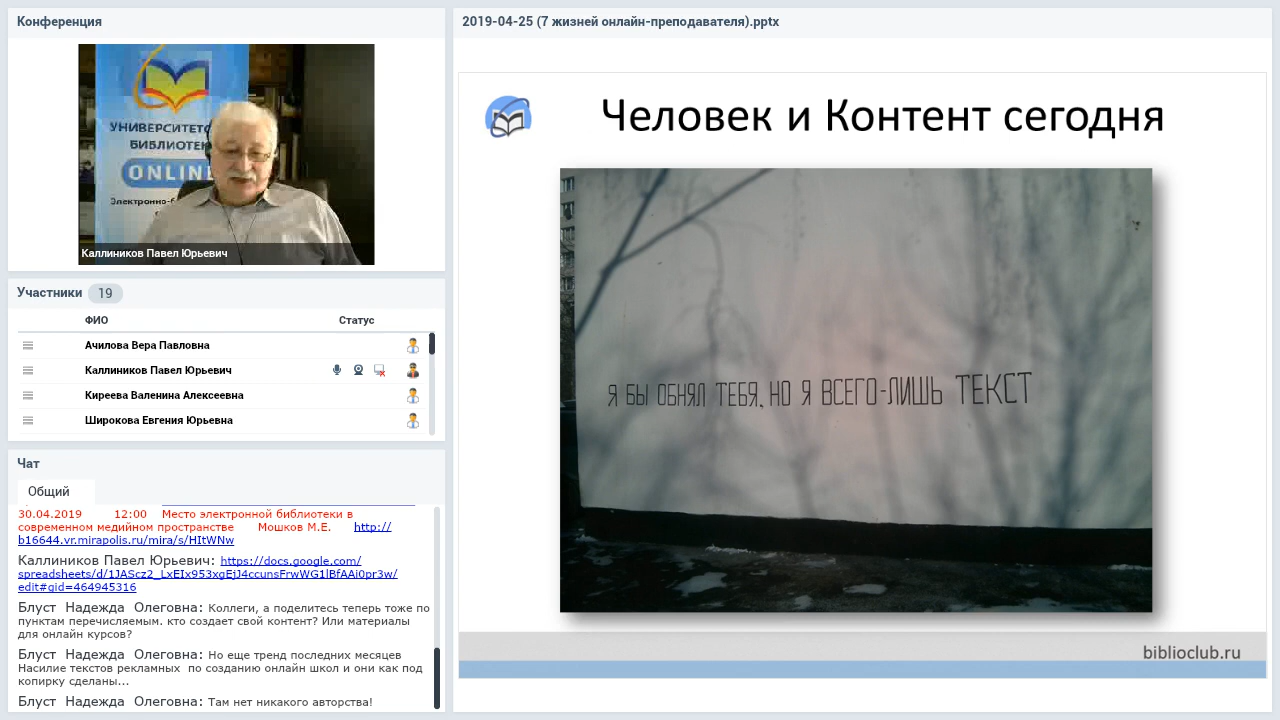 Конференция
УНИВЕРСИТЕТС
БИБЛИОТЕК
ONLINE
Электронно-б
Каллиников Павел Юрьевич
Участники 19
ФИО Статус
Ачилова Вера Павловна
Каллиников Павел Юрьевич
Киреева Валенина Алексеевна
Широкова Евгения Юрьевна
Чат
Общий
30.04.2019 12:00 Место электронной библиотеки в
современном медийном пространстве Мошков М.Е. http://
b16644.vr.mirapolis.ru/mira/s/HItWNw
Каллиников Павел Юрьевич: https://docs.google.com/
spreadsheets/d/1JAScz2_LxEIx953xgEjJ4ccunsFrwWG1lBfAAj0pr3w/
edit#gid=464945316
Блуст Надежда Олеговна: Коллеги, а поделитесь теперь тоже по
пунктам перечисляемым. кто создает свой контент? Или материалы
для онлайн курсов?
Блуст Надежда Олеговна: Но еще тренд последних месяцев
Насилие текстов рекламных по созданию онлайн школ и они как под
копирку сделаны...
Блуст Надежда Олеговна: Там нет никакого авторства!
2019-04-25 (7 жизней онлайн-преподавателя).pptx
Человек и Контент сегодня
Я БЫ ОБНЯЛ ТЕБЯ, НО Я ВСЕГО-ЛИШЬ ТЕКСТ
biblioclub.ru